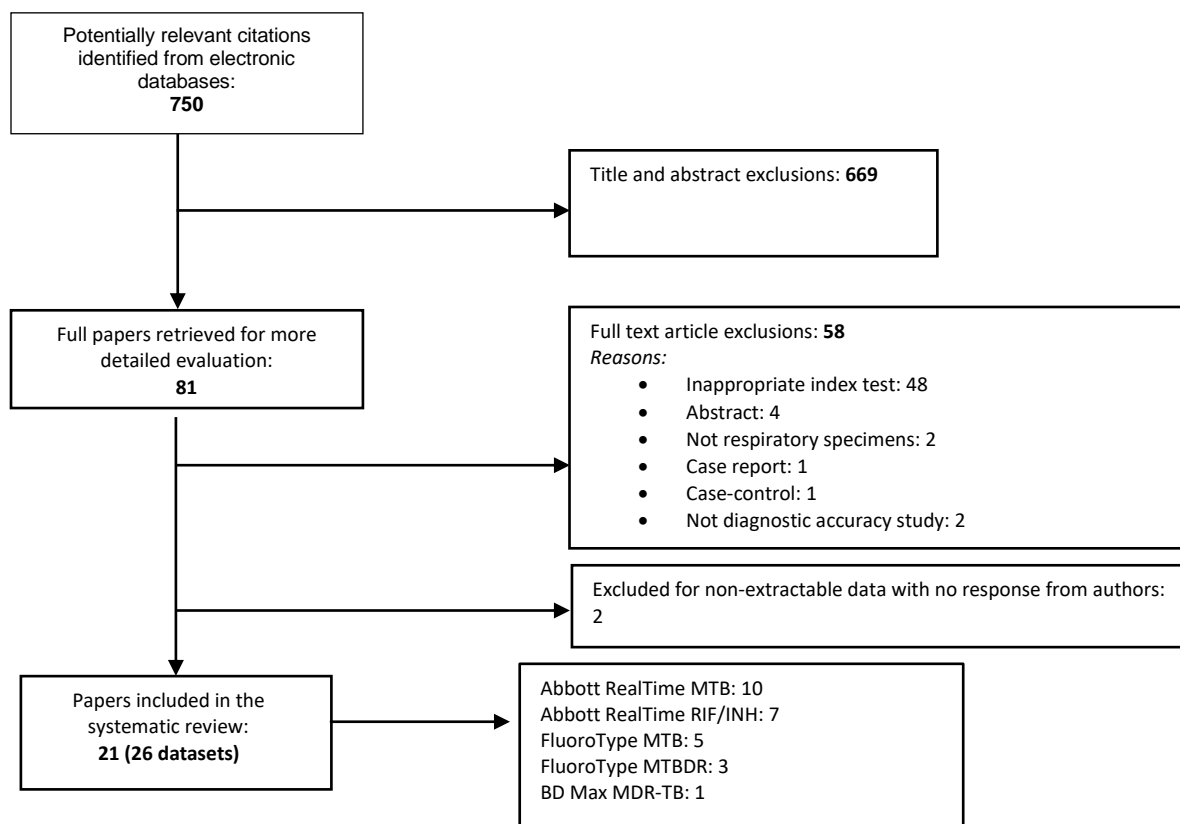 Potentially relevant citations
identified from electronic
databases:
750
Title and abstract exclusions: 669
Full papers retrieved for more
detailed evaluation:
81
Full text article exclusions: 58
Reasons:
• Inappropriate index test: 48
• Abstract: 4
• Not respiratory specimens: 2
• Case report: 1
• Case-control: 1
• Not diagnostic accuracy study: 2
Excluded for non-extractable data with no response from authors:
2
Papers included in the
systematic review:
21 (26 datasets)
Abbott RealTime MTB: 10
Abbott RealTime RIF/INH: 7
FluoroType MTB: 5
FluoroType MTBDR: 3
BD Max MDR-TB: 1